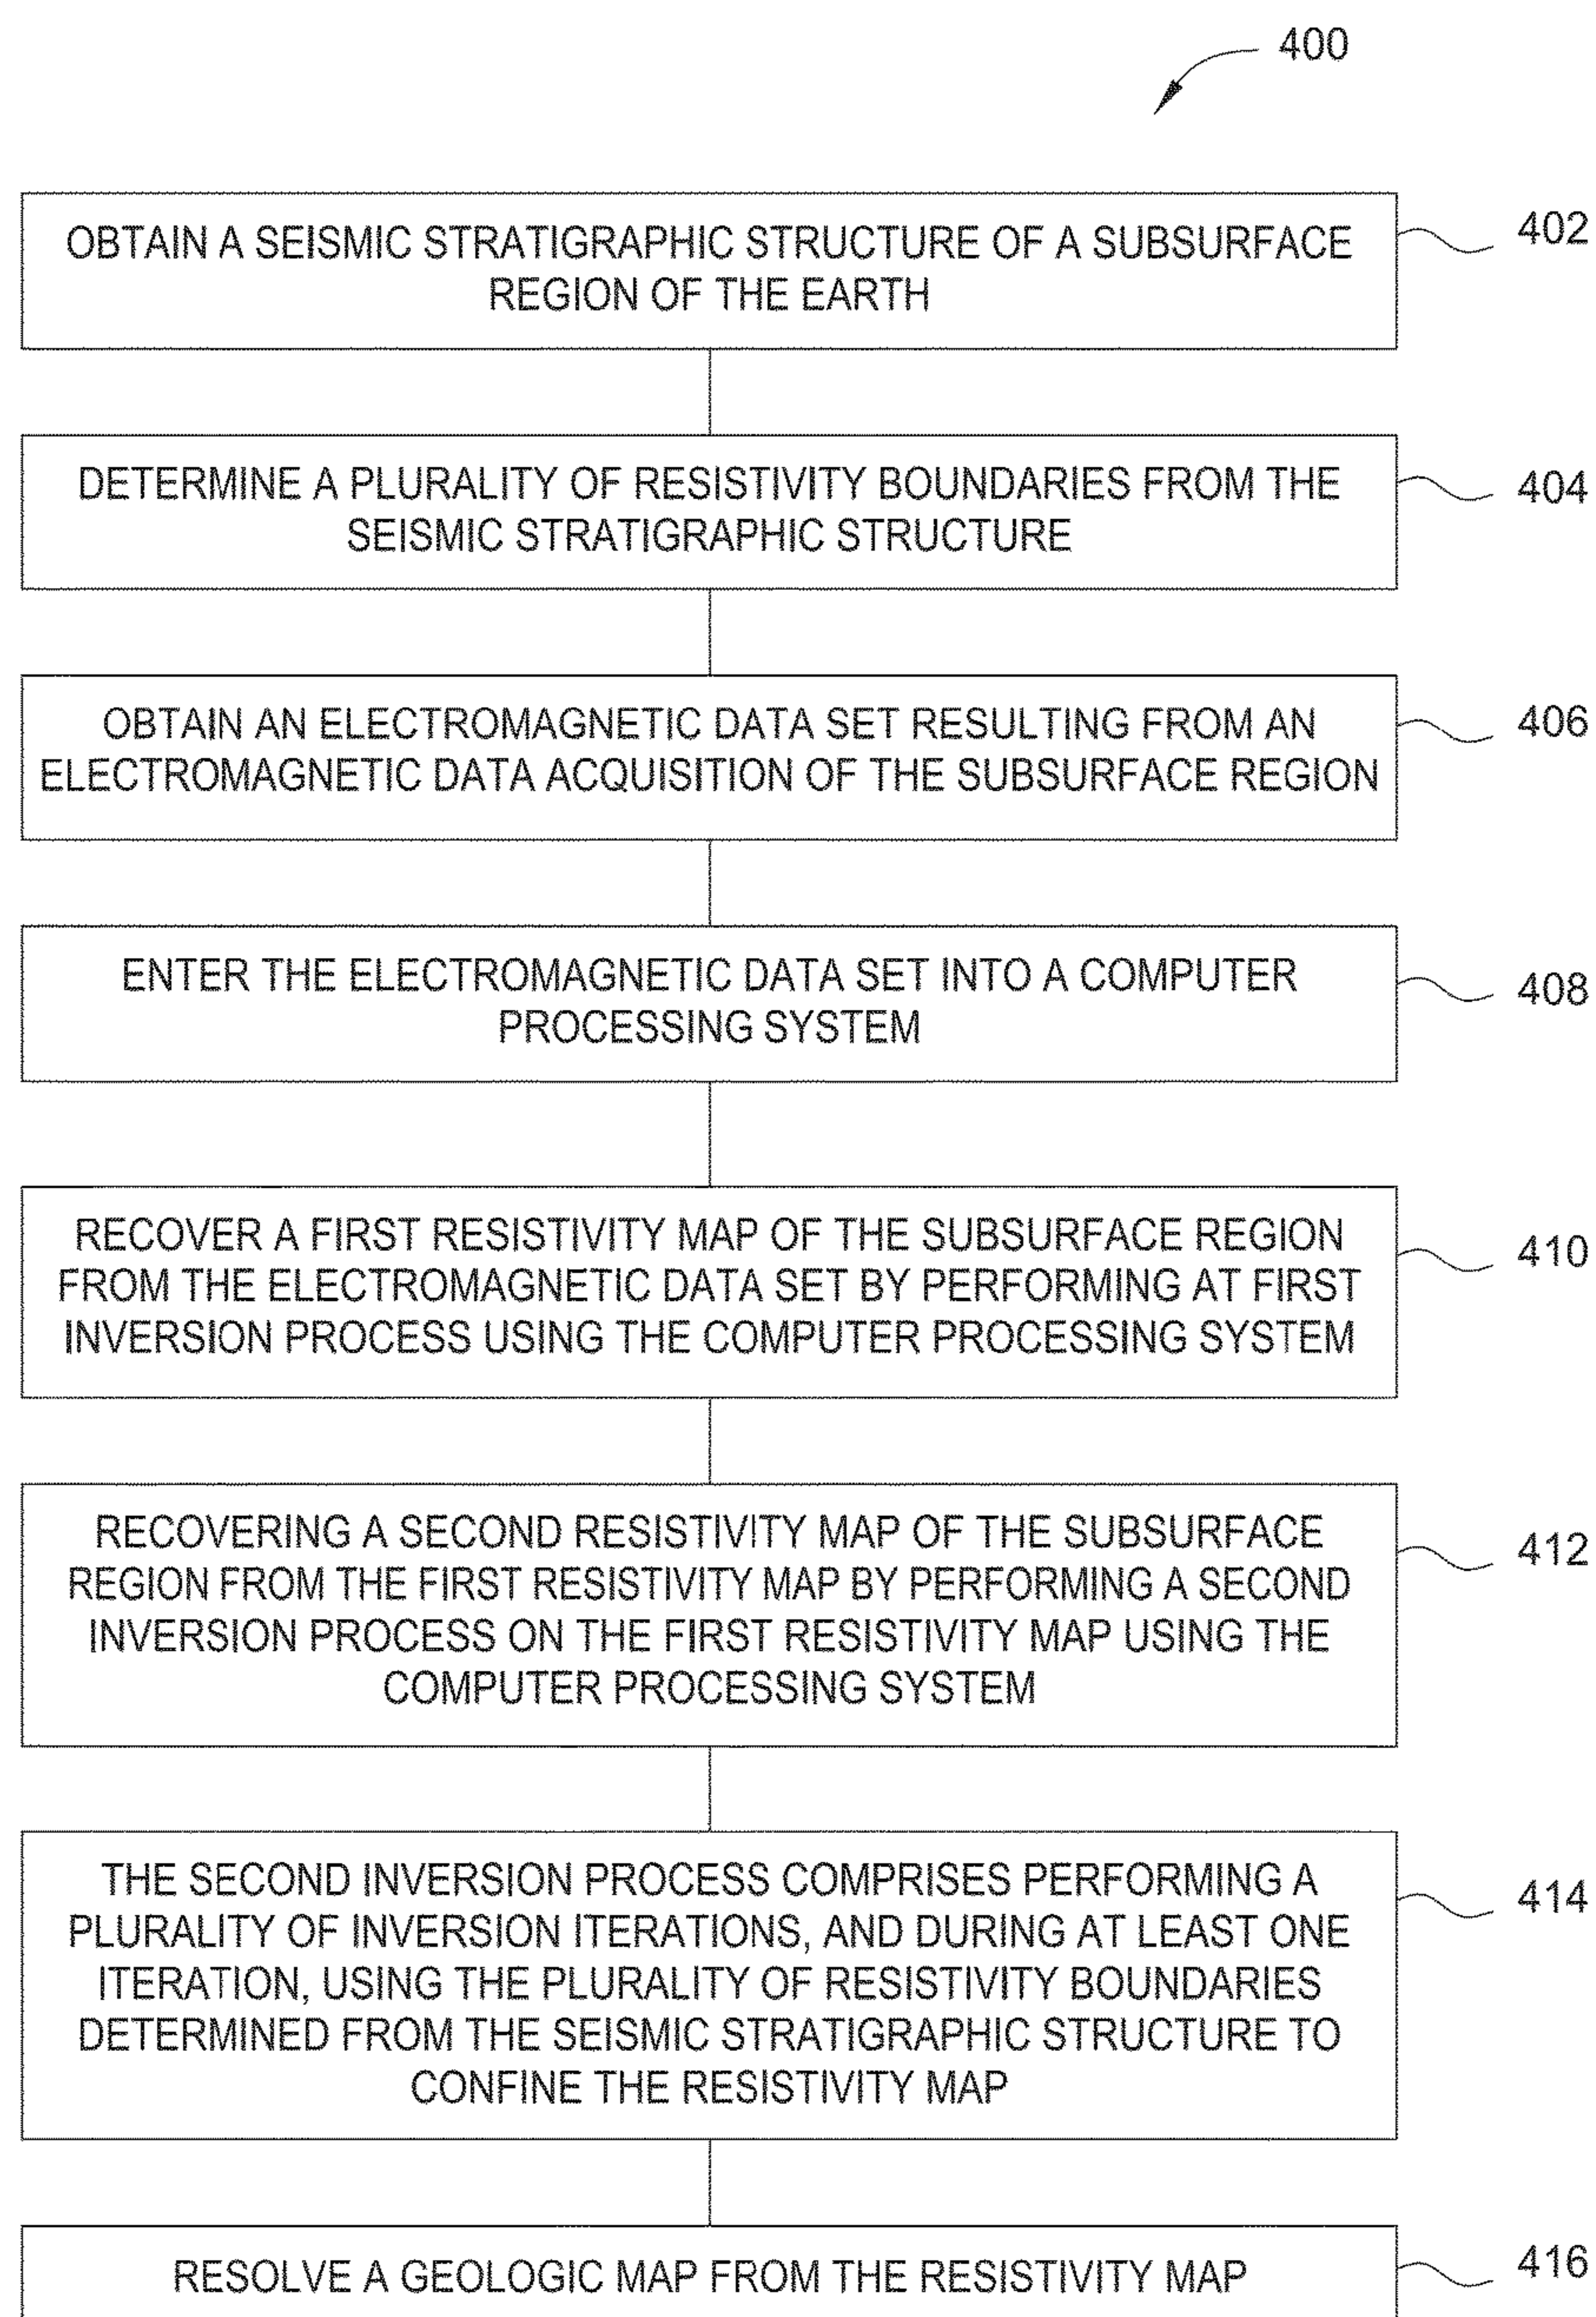 400
OBTAIN A SEISMIC STRATIGRAPHIC STRUCTURE OF A SUBSURFACE
REGION OF THE EARTH
402
DETERMINE A PLURALITY OF RESISTIVITY BOUNDARIES FROM THE
SEISMIC STRATIGRAPHIC STRUCTURE
404
OBTAIN AN ELECTROMAGNETIC DATA SET RESULTING FROM AN
ELECTROMAGNETIC DATA ACQUISITION OF THE SUBSURFACE REGION
406
ENTER THE ELECTROMAGNETIC DATA SET INTO A COMPUTER
PROCESSING SYSTEM
408
RECOVER A FIRST RESISTIVITY MAP OF THE SUBSURFACE REGION
FROM THE ELECTROMAGNETIC DATA SET BY PERFORMING AT FIRST
INVERSION PROCESS USING THE COMPUTER PROCESSING SYSTEM
410
RECOVERING A SECOND RESISTIVITY MAP OF THE SUBSURFACE
REGION FROM THE FIRST RESISTIVITY MAP BY PERFORMING A SECOND
INVERSION PROCESS ON THE FIRST RESISTIVITY MAP USING THE
COMPUTER PROCESSING SYSTEM
412
THE SECOND INVERSION PROCESS COMPRISES PERFORMING A
PLURALITY OF INVERSION ITERATIONS, AND DURING AT LEAST ONE
ITERATION, USING THE PLURALITY OF RESISTIVITY BOUNDARIES
DETERMINED FROM THE SEISMIC STRATIGRAPHIC STRUCTURE TO
CONFINE THE RESISTIVITY MAP
414
RESOLVE A GEOLOGIC MAP FROM THE RESISTIVITY MAP
416